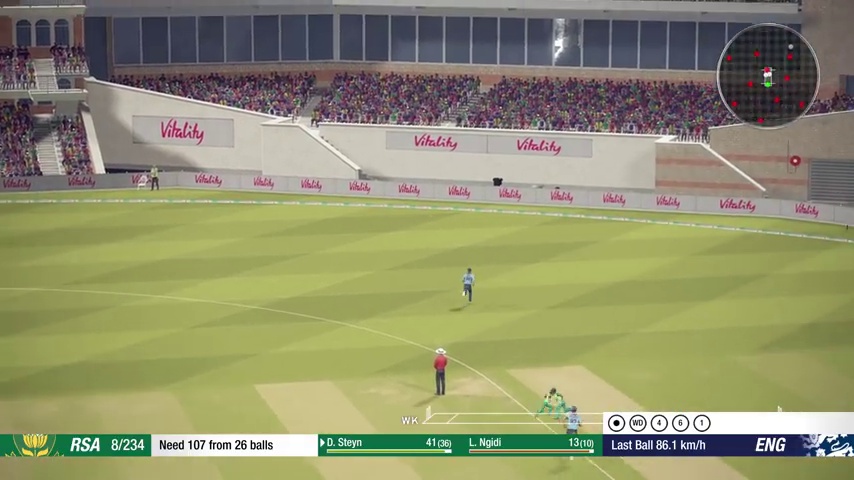 Vitality
Vitality Vitality
Vitality Vitality Vitality Vitality Vitality Vitality Vitality Vitality Vitality Vitality Vitality Vitality Vitality
WK
WD 4 6 1
RSA 8/234 Need 107 from 26 balls D. Steyn 41 (36) L. Ngidi 13 (10) Last Ball 86.1 km/h ENG